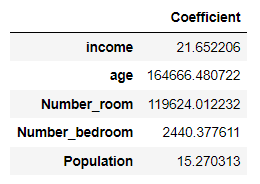 Coefficient
income 21.652206
age 164666.480722
Number_room 119624.012232
Number_bedroom 2440.377611
Population 15.270313